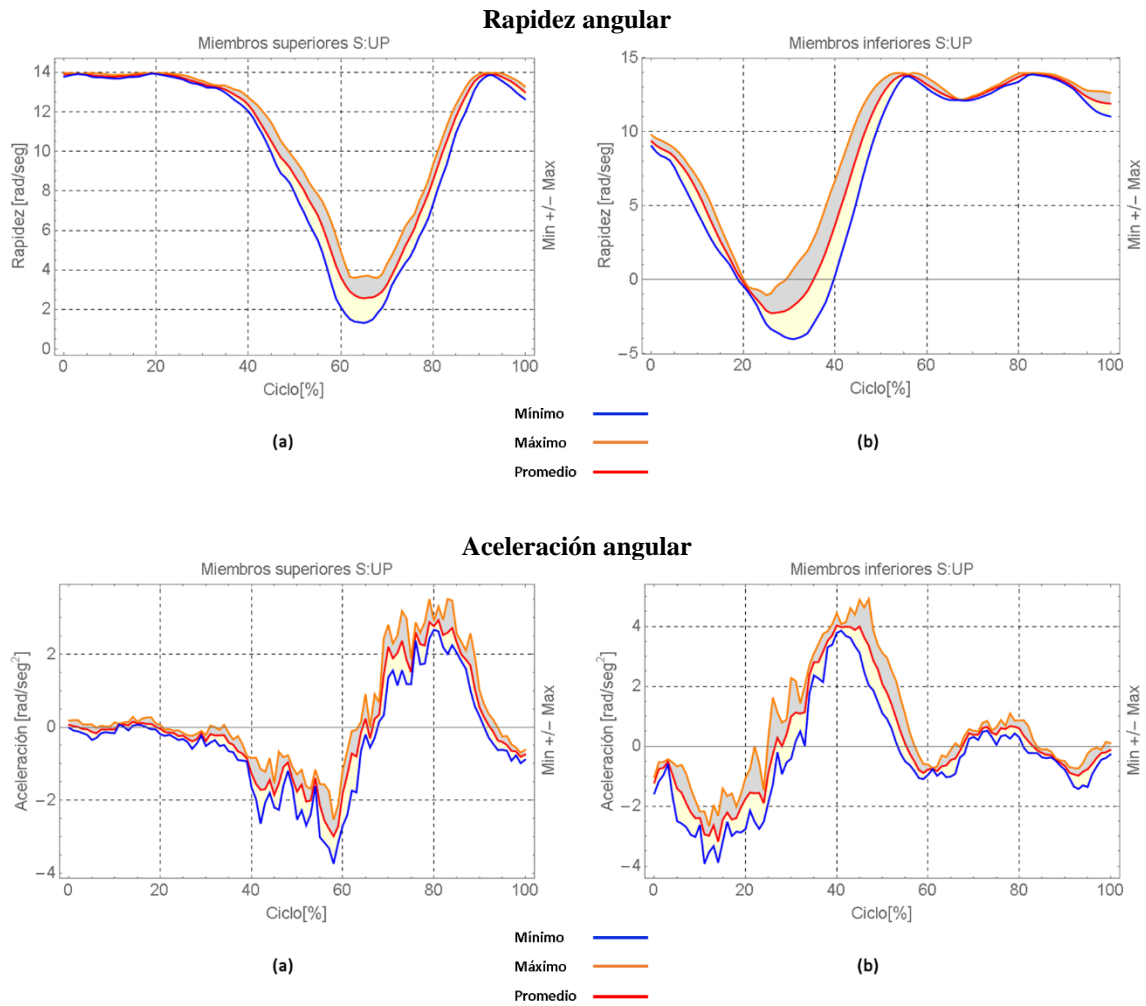 Rapidez angular
Miembros superiores S:UP
Miembros inferiores S:UP
14
12
10
8
6
4
2
0
Rapidez [rad/seg]
Min +/− Max
0
20
40
60
80
100
Ciclo[%]
15
10
5
0
−5
Rapidez [rad/seg]
Min +/− Max
0
20
40
60
80
100
Ciclo[%]
Mínimo
Máximo
Promedio
(a)
(b)
Aceleración angular
Miembros superiores S:UP
Miembros inferiores S:UP
2
0
−2
−4
Aceleración [rad/seg²]
Min +/− Max
0
20
40
60
80
100
Ciclo[%]
4
2
0
−2
−4
Aceleración [rad/seg²]
Min +/− Max
0
20
40
60
80
100
Ciclo[%]
Mínimo
Máximo
Promedio
(a)
(b)